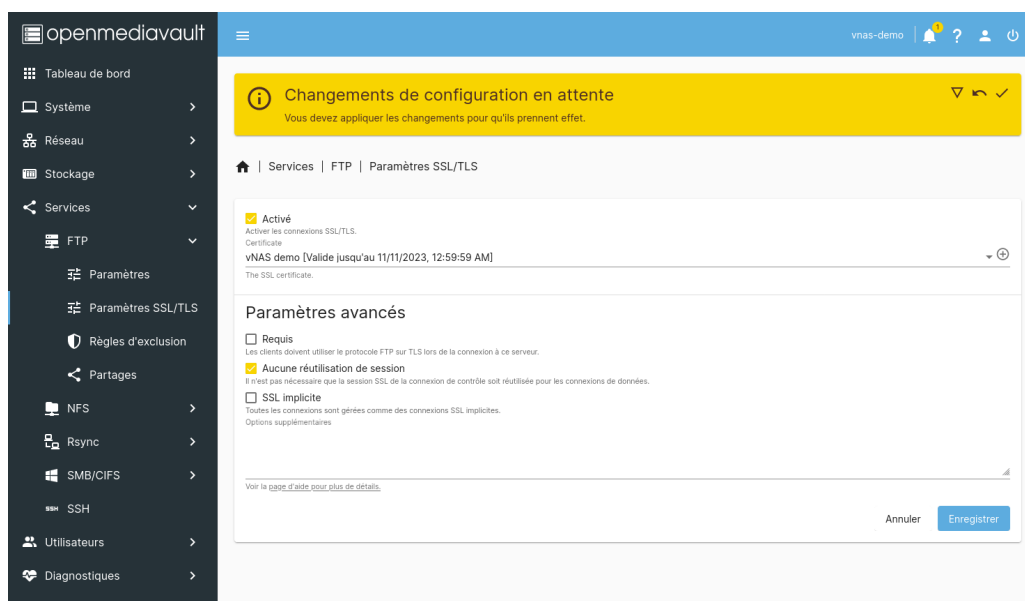 openmediavault
vnas-demo
1
Tableau de bord
Système
Réseau
Stockage
Services
FTP
Paramètres
Paramètres SSL/TLS
Règles d'exclusion
Partages
NFS
Rsync
SMB/CIFS
SSH SSH
Utilisateurs
Diagnostiques
Changements de configuration en attente
Vous devez appliquer les changements pour qu'ils prennent effet.
| Services | FTP | Paramètres SSL/TLS
Activé
Activer les connexions SSL/TLS.
Certificate
vNAS demo [Valide jusqu'au 11/11/2023, 12:59:59 AM]
The SSL certificate.
Paramètres avancés
Requis
Les clients doivent utiliser le protocole FTP sur TLS lors de la connexion à ce serveur.
Aucune réutilisation de session
Il n'est pas nécessaire que la session SSL de la connexion de contrôle soit réutilisée pour les connexions de données.
SSL implicite
Toutes les connexions sont gérées comme des connexions SSL implicites.
Options supplémentaires
Voir la page d'aide pour plus de détails.
Annuler
Enregistrer